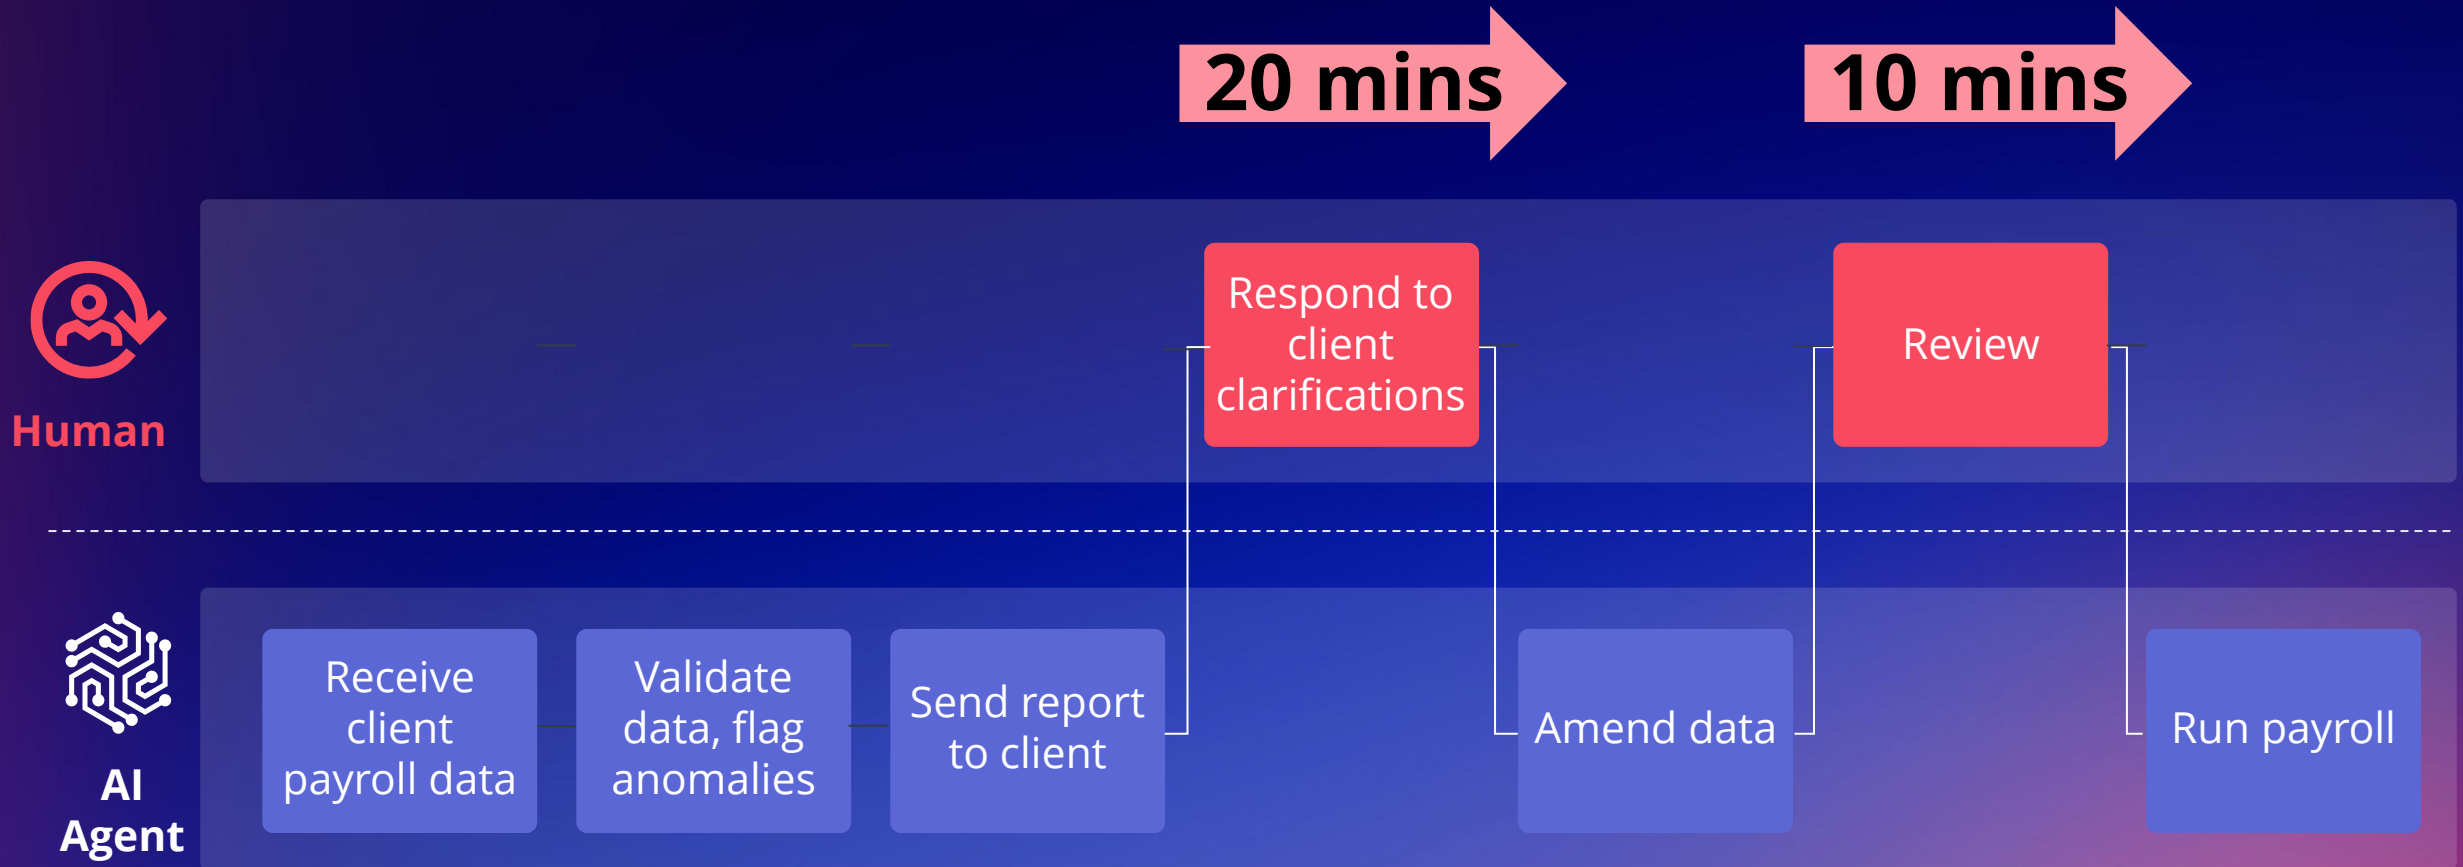 20 mins
10 mins
Human
Respond to
client
clarifications
Review
AI
Agent
Receive
client
payroll data
Validate
data, flag
anomalies
Send report
to client
Amend data
Run payroll